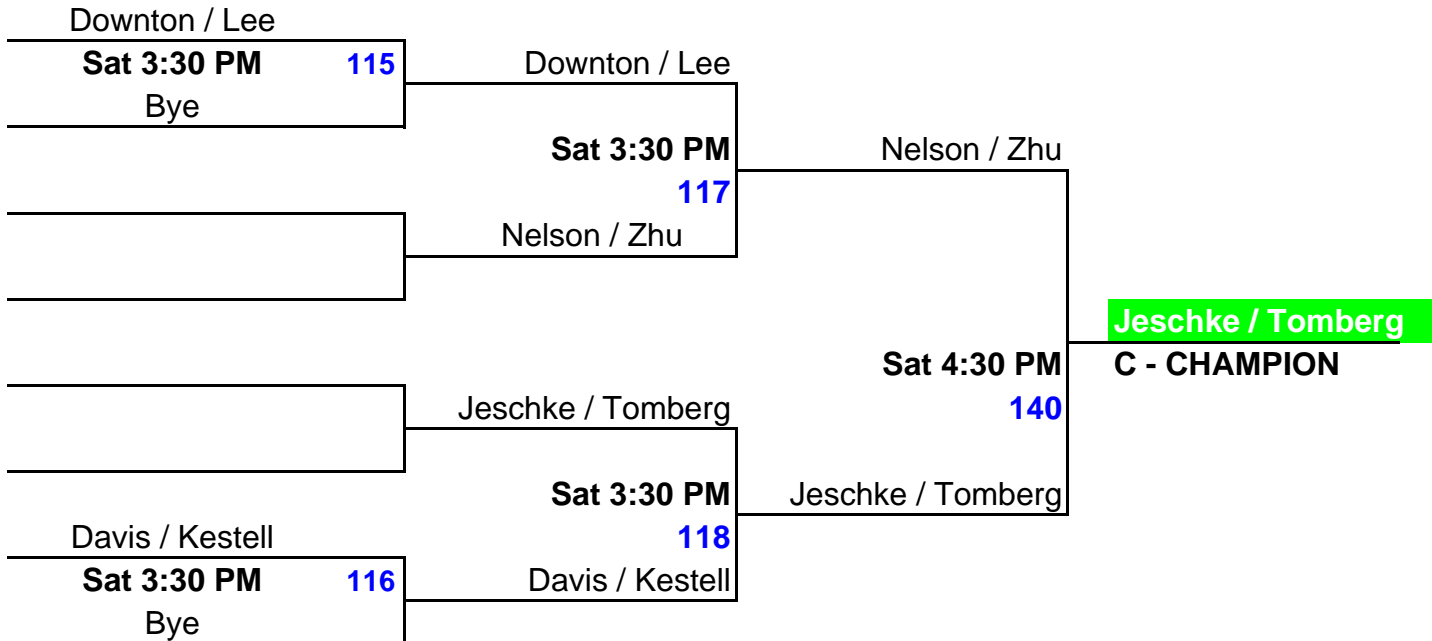 Downton / Lee
Sat 3:30 PM 115
Bye
Downton / Lee
Sat 3:30 PM
117
Nelson / Zhu
Nelson / Zhu
Jeschke / Tomberg
C - CHAMPION
Sat 4:30 PM
140
Jeschke / Tomberg
Sat 3:30 PM
118
Jeschke / Tomberg
Davis / Kestell
Sat 3:30 PM 116
Bye
Davis / Kestell